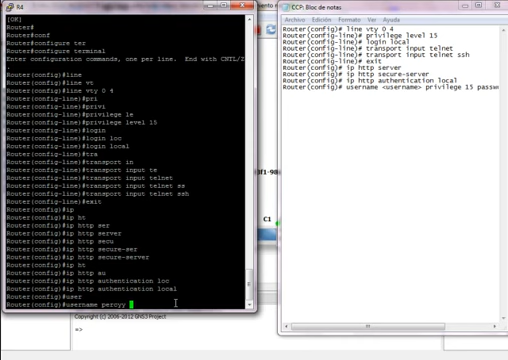 R4
[OK]
Router#
Router#conf
Router#configure ter
Router#configure terminal
Enter configuration commands, one per line.  End with CNTL/Z
.
Router(config)#line
Router(config)#line vt
Router(config)#line vty 0 4
Router(config-line)#pri
Router(config-line)#privi
Router(config-line)#privilege le
Router(config-line)#privilege level 15
Router(config-line)#login
Router(config-line)#login loc
Router(config-line)#login local
Router(config-line)#tra
Router(config-line)#transport in
Router(config-line)#transport input te
Router(config-line)#transport input telnet
Router(config-line)#transport input telnet ss
Router(config-line)#transport input telnet ssh
Router(config-line)#exit
Router(config)#ip
Router(config)#ip ht
Router(config)#ip http ser
Router(config)#ip http server
Router(config)#ip http secu
Router(config)#ip http secure-ser
Router(config)#ip http secure-server
Router(config)#ip ht
Router(config)#ip http au
Router(config)#ip http authentication loc
Router(config)#ip http authentication local
Router(config)#user
Router(config)#username percyy
CCP: Bloc de notas
Archivo Edición Formato Ver Ayuda
Router(config)# line vty 0 4
Router(config-line)# privilege level 15
Router(config-line)# login local
Router(config-line)# transport input telnet
Router(config-line)# transport input telnet ssh
Router(config-line)# exit
Router(config)# ip http server
Router(config)# ip http secure-server
Router(config)# ip http authentication local
Router(config)# username <username> privilege 15 passw
C1
Copyright (c) 2006-2012 GNS3 Project
=>